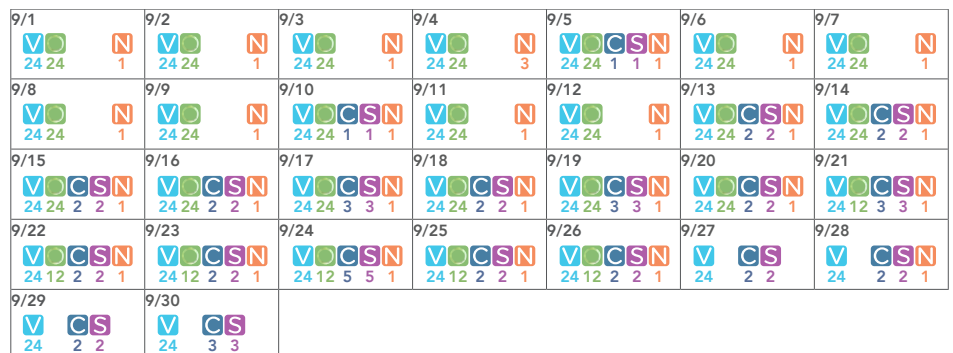 9/1 9/2 9/3 9/4 9/5 9/6 9/7
V O N V O N V O N V O N V O C S N V O N V O N
24 24 1 24 24 1 24 24 1 24 24 3 24 24 1 1 1 24 24 1 24 24 1
9/8 9/9 9/10 9/11 9/12 9/13 9/14
V O N V O N V O C S N V O N V O N V O C S N V O C S N
24 24 1 24 24 1 24 24 1 1 1 24 24 1 24 24 1 24 24 2 2 1 24 24 2 2 1
9/15 9/16 9/17 9/18 9/19 9/20 9/21
V O C S N V O C S N V O C S N V O C S N V O C S N V O C S N V O C S N
24 24 2 2 1 24 24 2 2 1 24 24 3 3 1 24 24 2 2 1 24 24 3 3 1 24 24 2 2 1 24 12 3 3 1
9/22 9/23 9/24 9/25 9/26 9/27 9/28
V O C S N V O C S N V O C S N V O C S N V O C S N V C S V C S N
24 12 2 2 1 24 12 2 2 1 24 12 5 5 1 24 12 2 2 1 24 12 2 2 1 24 2 2 24 2 2 1
9/29 9/30
V C S V C S
24 2 2 24 3 3